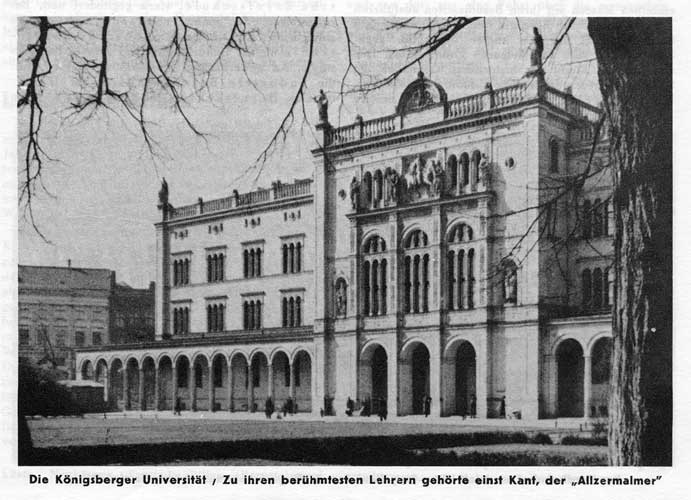 Die Königsberger Universität / Zu ihren berühmtesten Lehrern gehörte einst Kant, der „Allzermalmer"